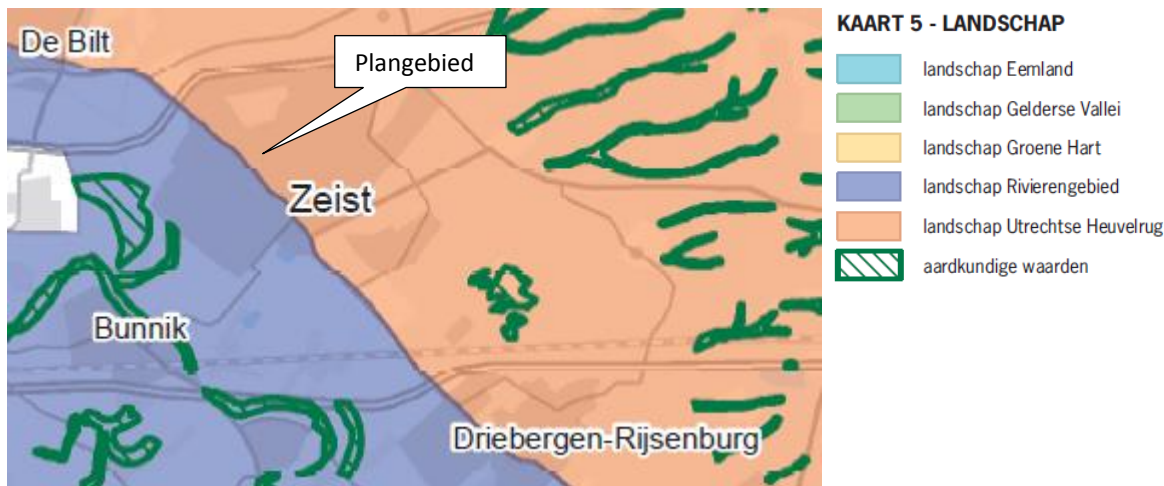 De Bilt
Plangebied
Zeist
Bunnik
Driebergen-Rijsenburg
KAART 5 - LANDSCHAP
landschap Eemland
landschap Gelderse Vallei
landschap Groene Hart
landschap Rivierengebied
landschap Utrechtse Heuvelrug
aardkundige waarden